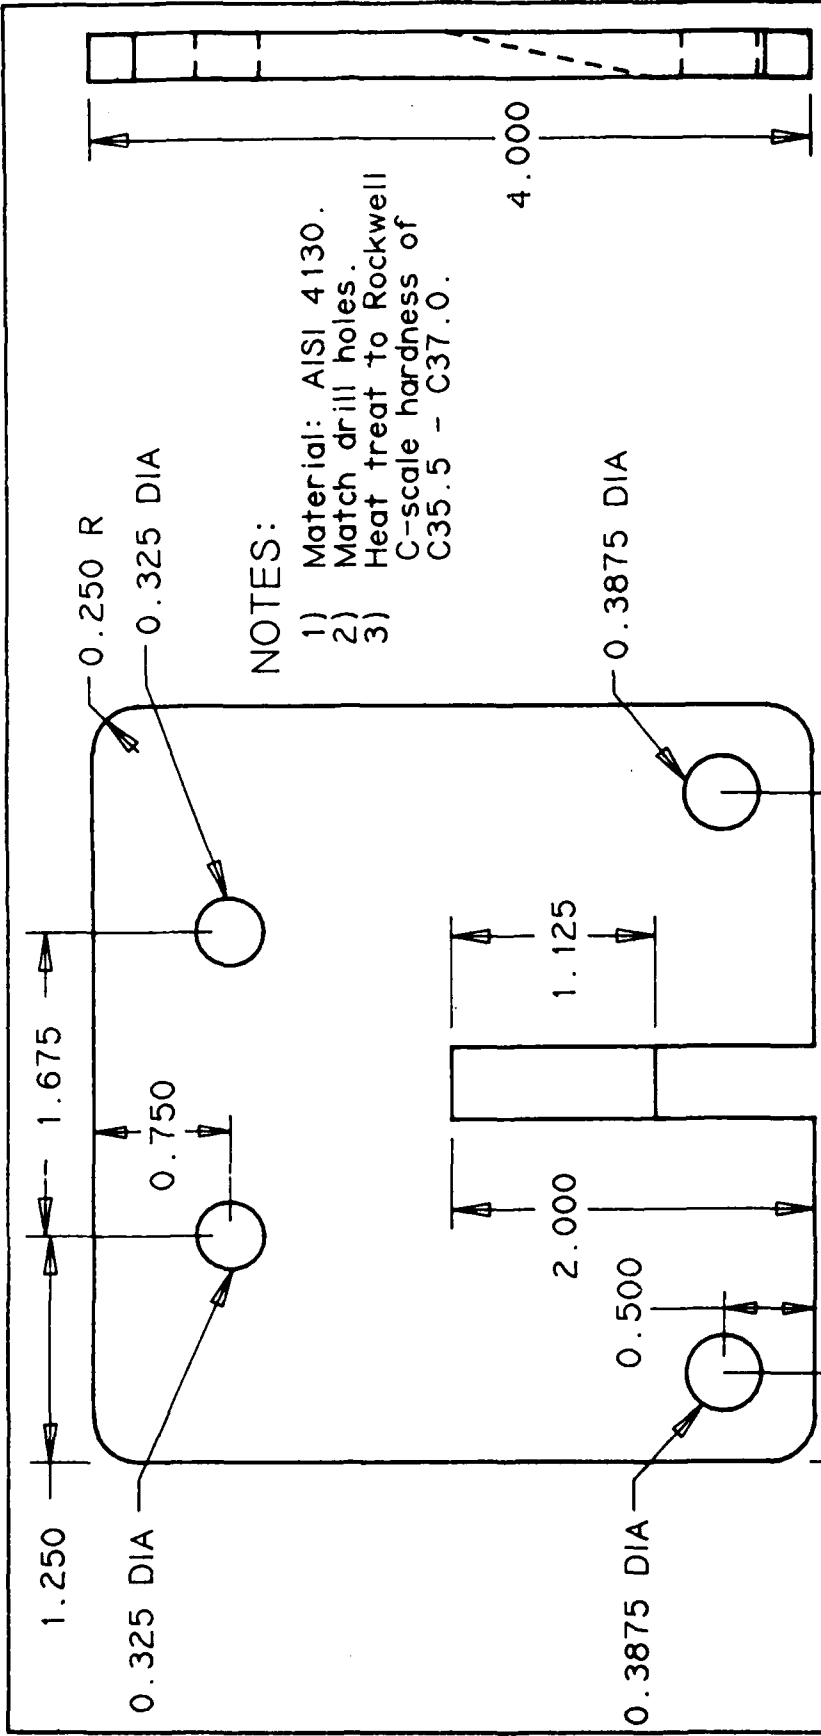 1.250
1.675
0.750
0.250 R
0.325 DIA
0.325 DIA
NOTES:
1) Material: AISI 4130.
2) Match drill holes.
3) Heat treat to Rockwell
C-scale hardness of
C35.5 - C37.0.
4.000
2.000
1.125
0.500
0.3875 DIA
0.3875 DIA